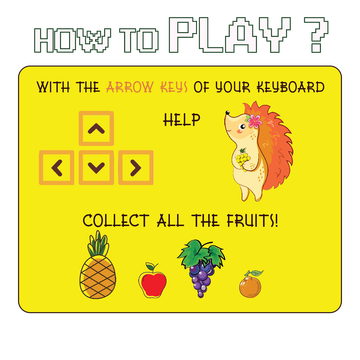 HOW TO PLAY ?
WITH THE ARROW KEYS OF YOUR KEYBOARD
HELP
COLLECT ALL THE FRUITS!